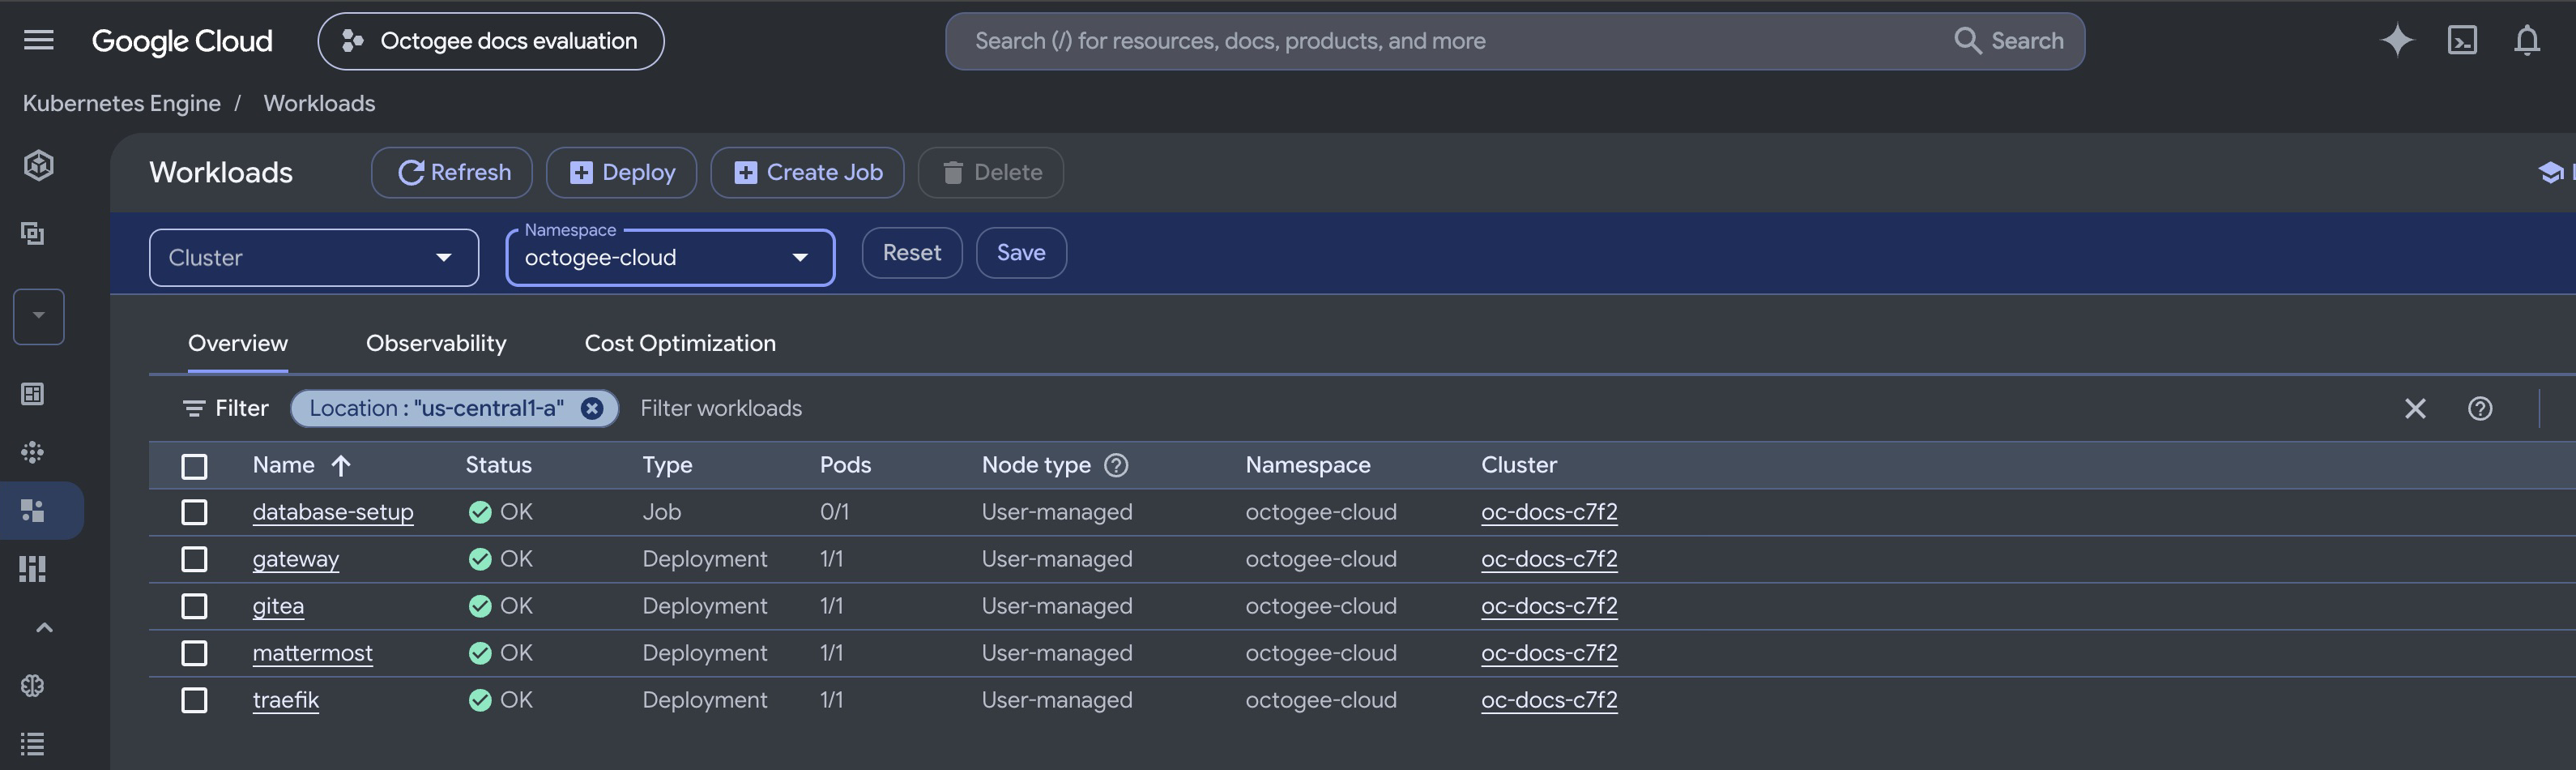 Google Cloud
Octogee docs evaluation
Search (/) for resources, docs, products, and more
Search
Kubernetes Engine / Workloads
Workloads
Refresh
Deploy
Create Job
Delete
Cluster
Namespace
octogee-cloud
Reset
Save
Overview
Observability
Cost Optimization
Filter
Location : "us-central1-a"
Filter workloads
Name Status Type Pods Node type Namespace Cluster
database-setup OK Job 0/1 User-managed octogee-cloud oc-docs-c7f2
gateway OK Deployment 1/1 User-managed octogee-cloud oc-docs-c7f2
gitea OK Deployment 1/1 User-managed octogee-cloud oc-docs-c7f2
mattermost OK Deployment 1/1 User-managed octogee-cloud oc-docs-c7f2
traefik OK Deployment 1/1 User-managed octogee-cloud oc-docs-c7f2